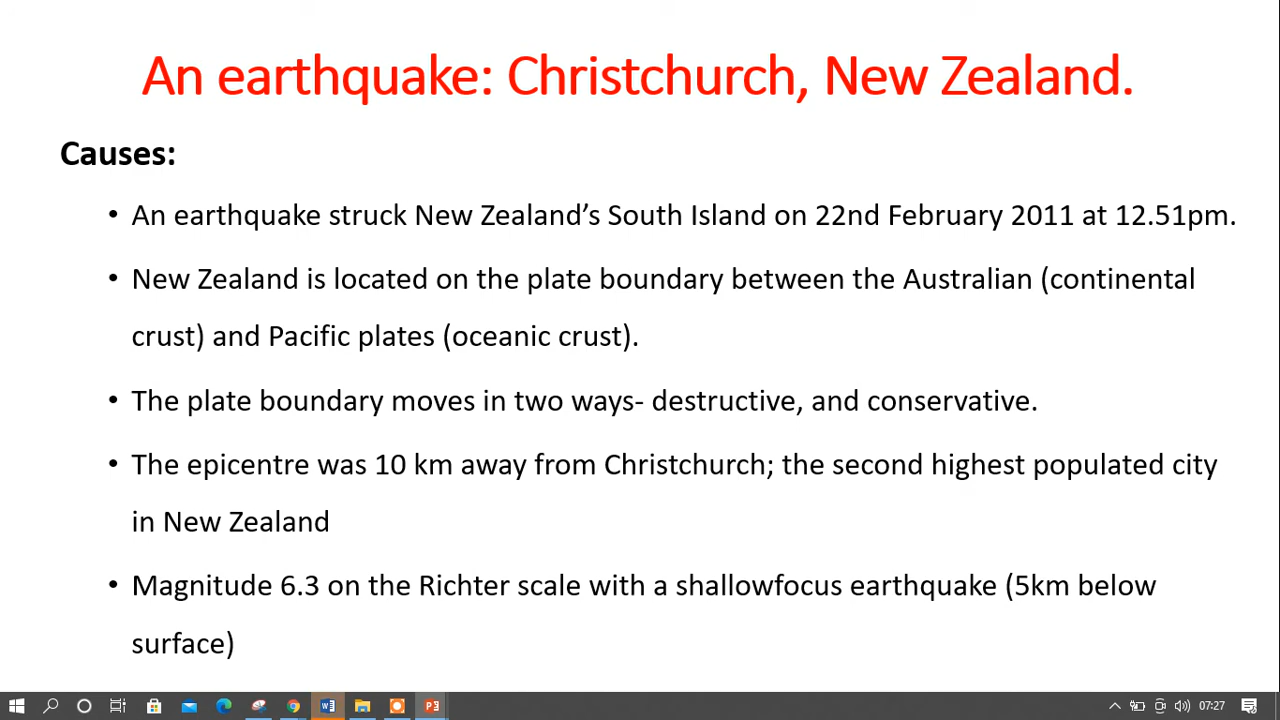 An earthquake: Christchurch, New Zealand.
Causes:
• An earthquake struck New Zealand’s South Island on 22nd February 2011 at 12.51pm.
• New Zealand is located on the plate boundary between the Australian (continental
crust) and Pacific plates (oceanic crust).
• The plate boundary moves in two ways- destructive, and conservative.
• The epicentre was 10 km away from Christchurch; the second highest populated city
in New Zealand
• Magnitude 6.3 on the Richter scale with a shallowfocus earthquake (5km below
surface)
07:27